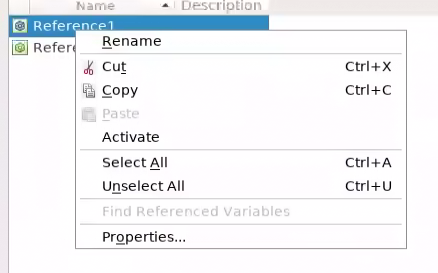 Name Description
Reference1
Refere
Rename
Cut Ctrl+X
Copy Ctrl+C
Paste
Activate
Select All Ctrl+A
Unselect All Ctrl+U
Find Referenced Variables
Properties...